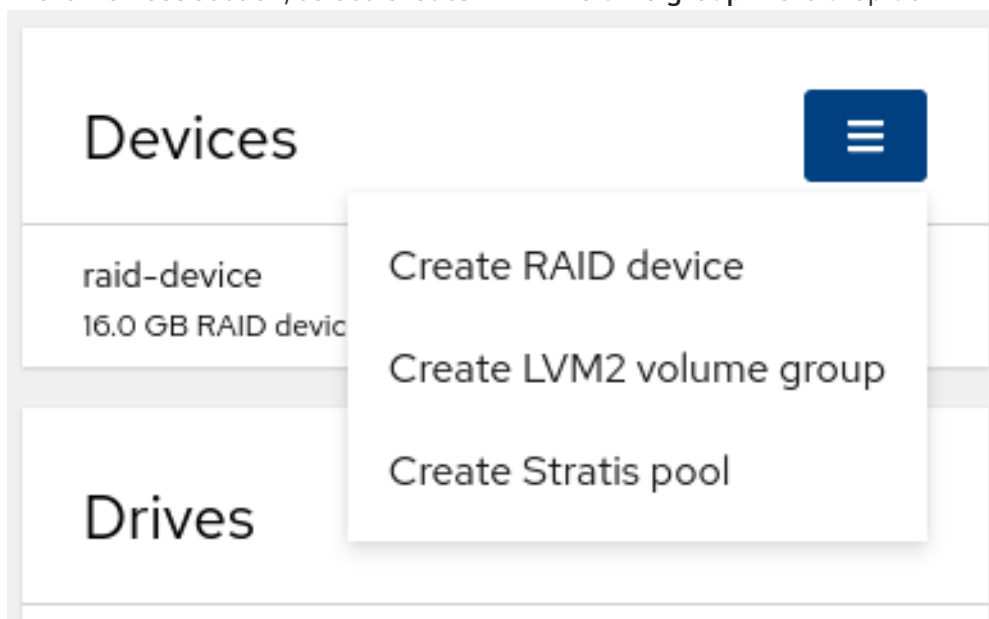 Devices
raid-device
16.0 GB RAID devic
Create RAID device
Create LVM2 volume group
Create Stratis pool
Drives